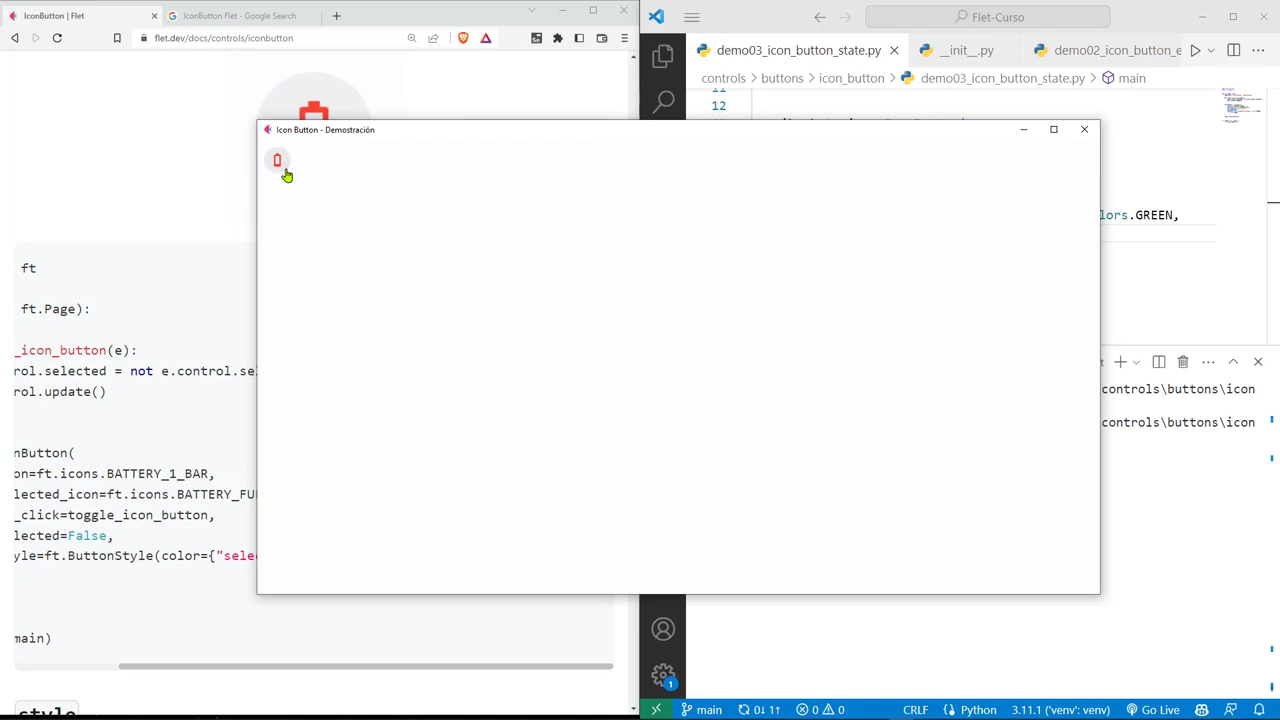 IconButton | Flet
IconButton Flet - Google Search
Flet-Curso
flet.dev/docs/controls/iconbutton
demo03_icon_button_state.py
__init__.py
demo02_icon_button_e
controls
buttons
icon_button
demo03_icon_button_state.py
main
12
Icon Button - Demostración
lors.GREEN,
ft
ft.Page):
_icon_button(e):
rol.selected = not e.control.se
rol.update()
controls\buttons\icon
controls\buttons\icon
nButton(
on=ft.icons.BATTERY_1_BAR,
lected_icon=ft.icons.BATTERY_FU
_click=toggle_icon_button,
lected=False,
yle=ft.ButtonStyle(color={"sele
main)
1
style
main
0↓ 1↑
0
0
CRLF
Python
3.11.1 ('venv': venv)
Go Live